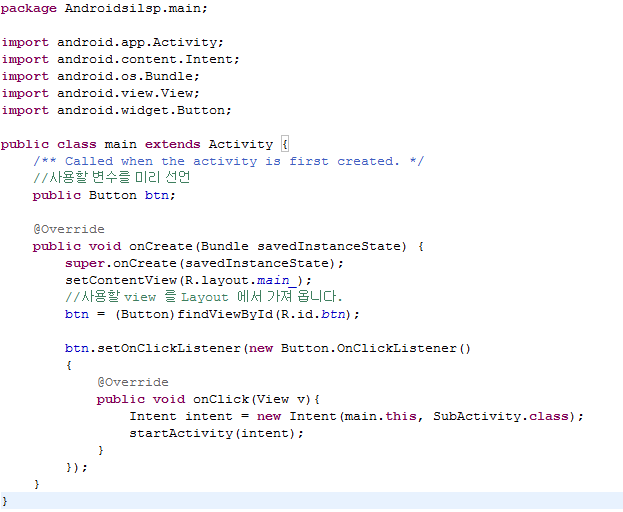 package Androidsilsp.main;
import android.app.Activity;
import android.content.Intent;
import android.os.Bundle;
import android.view.View;
import android.widget.Button;
public class main extends Activity {
/** Called when the activity is first created. */
//사용할 변수를 미리 선언
public Button btn;
@Override
public void onCreate(Bundle savedInstanceState) {
super.onCreate(savedInstanceState);
setContentView(R.layout.main_);
//사용할 view 를 Layout 에서 가져 옵니다.
btn = (Button)findViewById(R.id.btn);
btn.setOnClickListener(new Button.OnClickListener()
{
@Override
public void onClick(View v){
Intent intent = new Intent(main.this, SubActivity.class);
startActivity(intent);
}
});
}
}